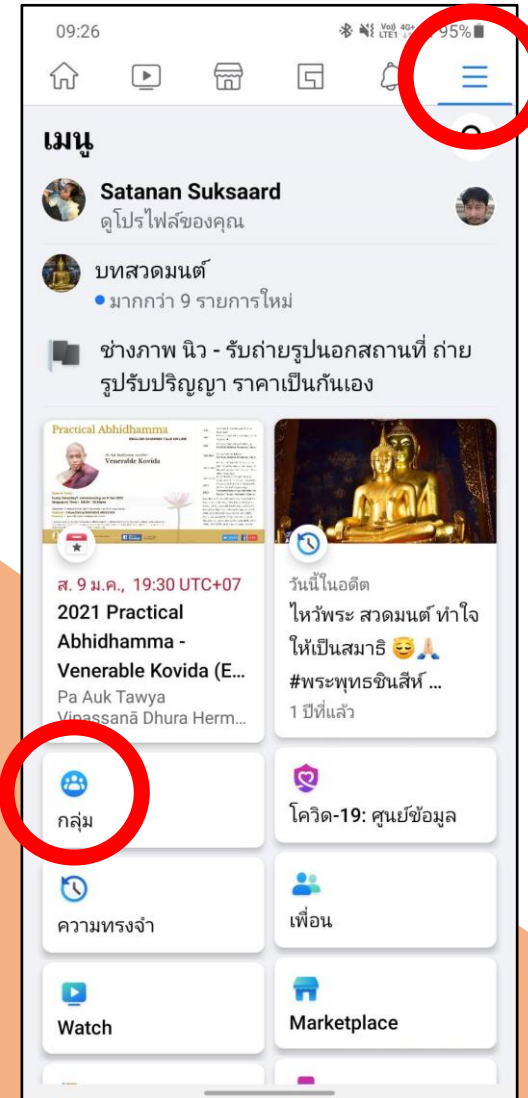 09:26
95%
เมนู
Satanan Suksaard
ดูโปรไฟล์ของคุณ
บทสวดมนต์
มากกว่า 9 รายการใหม่
ช่างภาพ นิว - รับถ่ายรูปนอกสถานที่ ถ่าย
รูปรับปริญญา ราคาเป็นกันเอง
Practical Abhidhamma
Venerable Kovida
ส. 9 ม.ค., 19:30 UTC+07
2021 Practical
Abhidhamma -
Venerable Kovida (E...
Pa Auk Tawya
Vipassanā Dhura Herm...
วันนี้ในอดีต
ไหว้พระ สวดมนต์ ทำใจ
ให้เป็นสมาธิ 😇🙏
#พระพุทธชินสีห์ ...
1 ปีที่แล้ว
กลุ่ม
โควิด-19: ศูนย์ข้อมูล
ความทรงจำ
เพื่อน
Watch
Marketplace